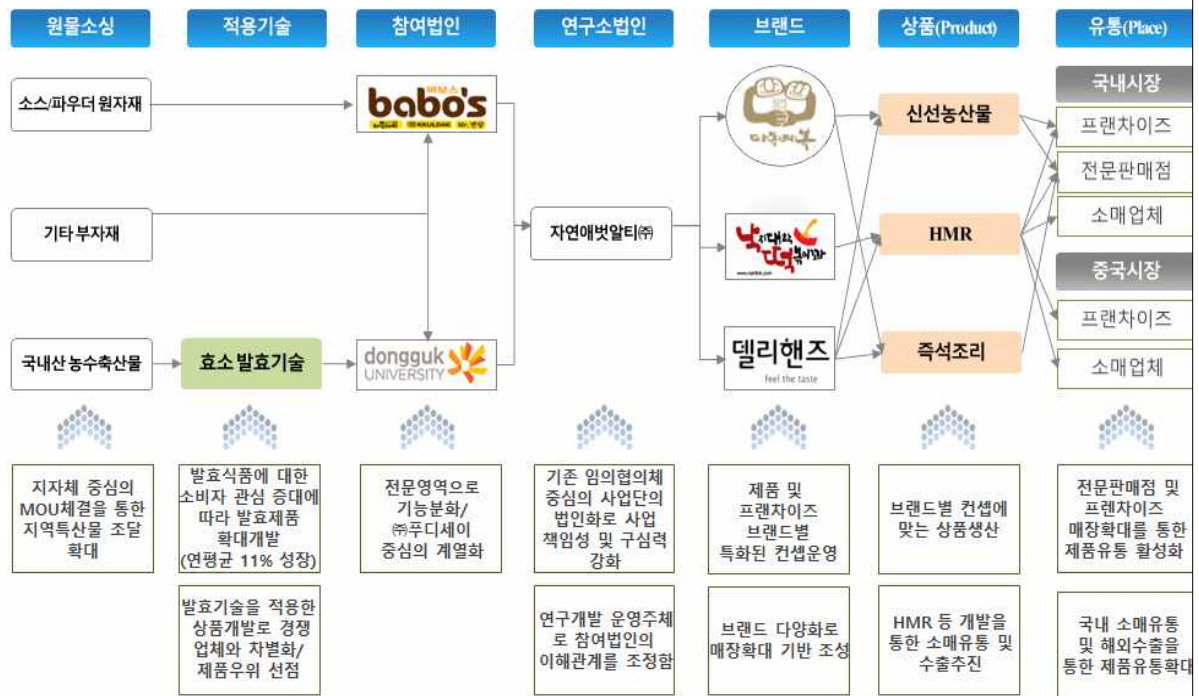 원물소싱
적용기술
참여법인
연구소법인
브랜드
상품(Product)
유통(Place)
소스/파우더 원자재
바보스
babo's
기타 부자재
국내산 농수축산물
효소 발효기술
dongguk
UNIVERSITY
자연애벗알티㈜
델리핸즈
feel the taste
신선농산물
HMR
즉석조리
국내시장
프랜차이즈
전문판매점
소매업체
중국시장
프랜차이즈
소매업체
지자체 중심의
MOU체결을 통한
지역특산물 조달
확대
발효식품에 대한
소비자 관심 증대에
따라 발효제품
확대개발
(연평균 11% 성장)
발효기술을 적용한
상품개발로 경쟁
업체와 차별화/
제품우위 선점
전문영역으로
기능분화/
㈜푸디세이
중심의 계열화
기존 임의협의체
중심의 사업단의
법인화로 사업
책임성 및 구심력
강화
연구개발 운영주체
로 참여법인의
이해관계를 조정함
제품 및
프랜차이즈
브랜드별
특화된 컨셉운영
브랜드 다양화로
매장확대 기반 조성
브랜드별 컨셉에
맞는 상품생산
HMR 등 개발을
통한 소매유통 및
수출추진
전문판매점 및
프렌차이즈
매장확대를 통한
제품유통 활성화
국내 소매유통
및 해외수출을
통한 제품유통확대